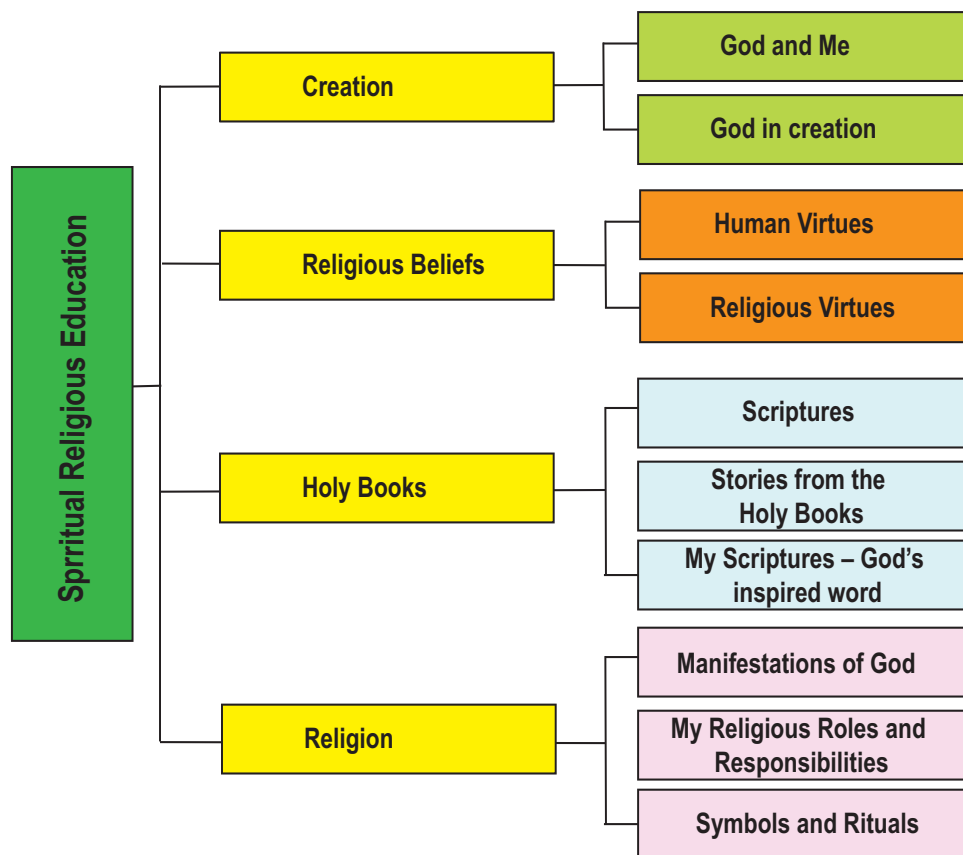 Sprritual Religious Education
Creation
God and Me
God in creation
Religious Beliefs
Human Virtues
Religious Virtues
Holy Books
Scriptures
Stories from the
Holy Books
My Scriptures – God’s
inspired word
Religion
Manifestations of God
My Religious Roles and
Responsibilities
Symbols and Rituals